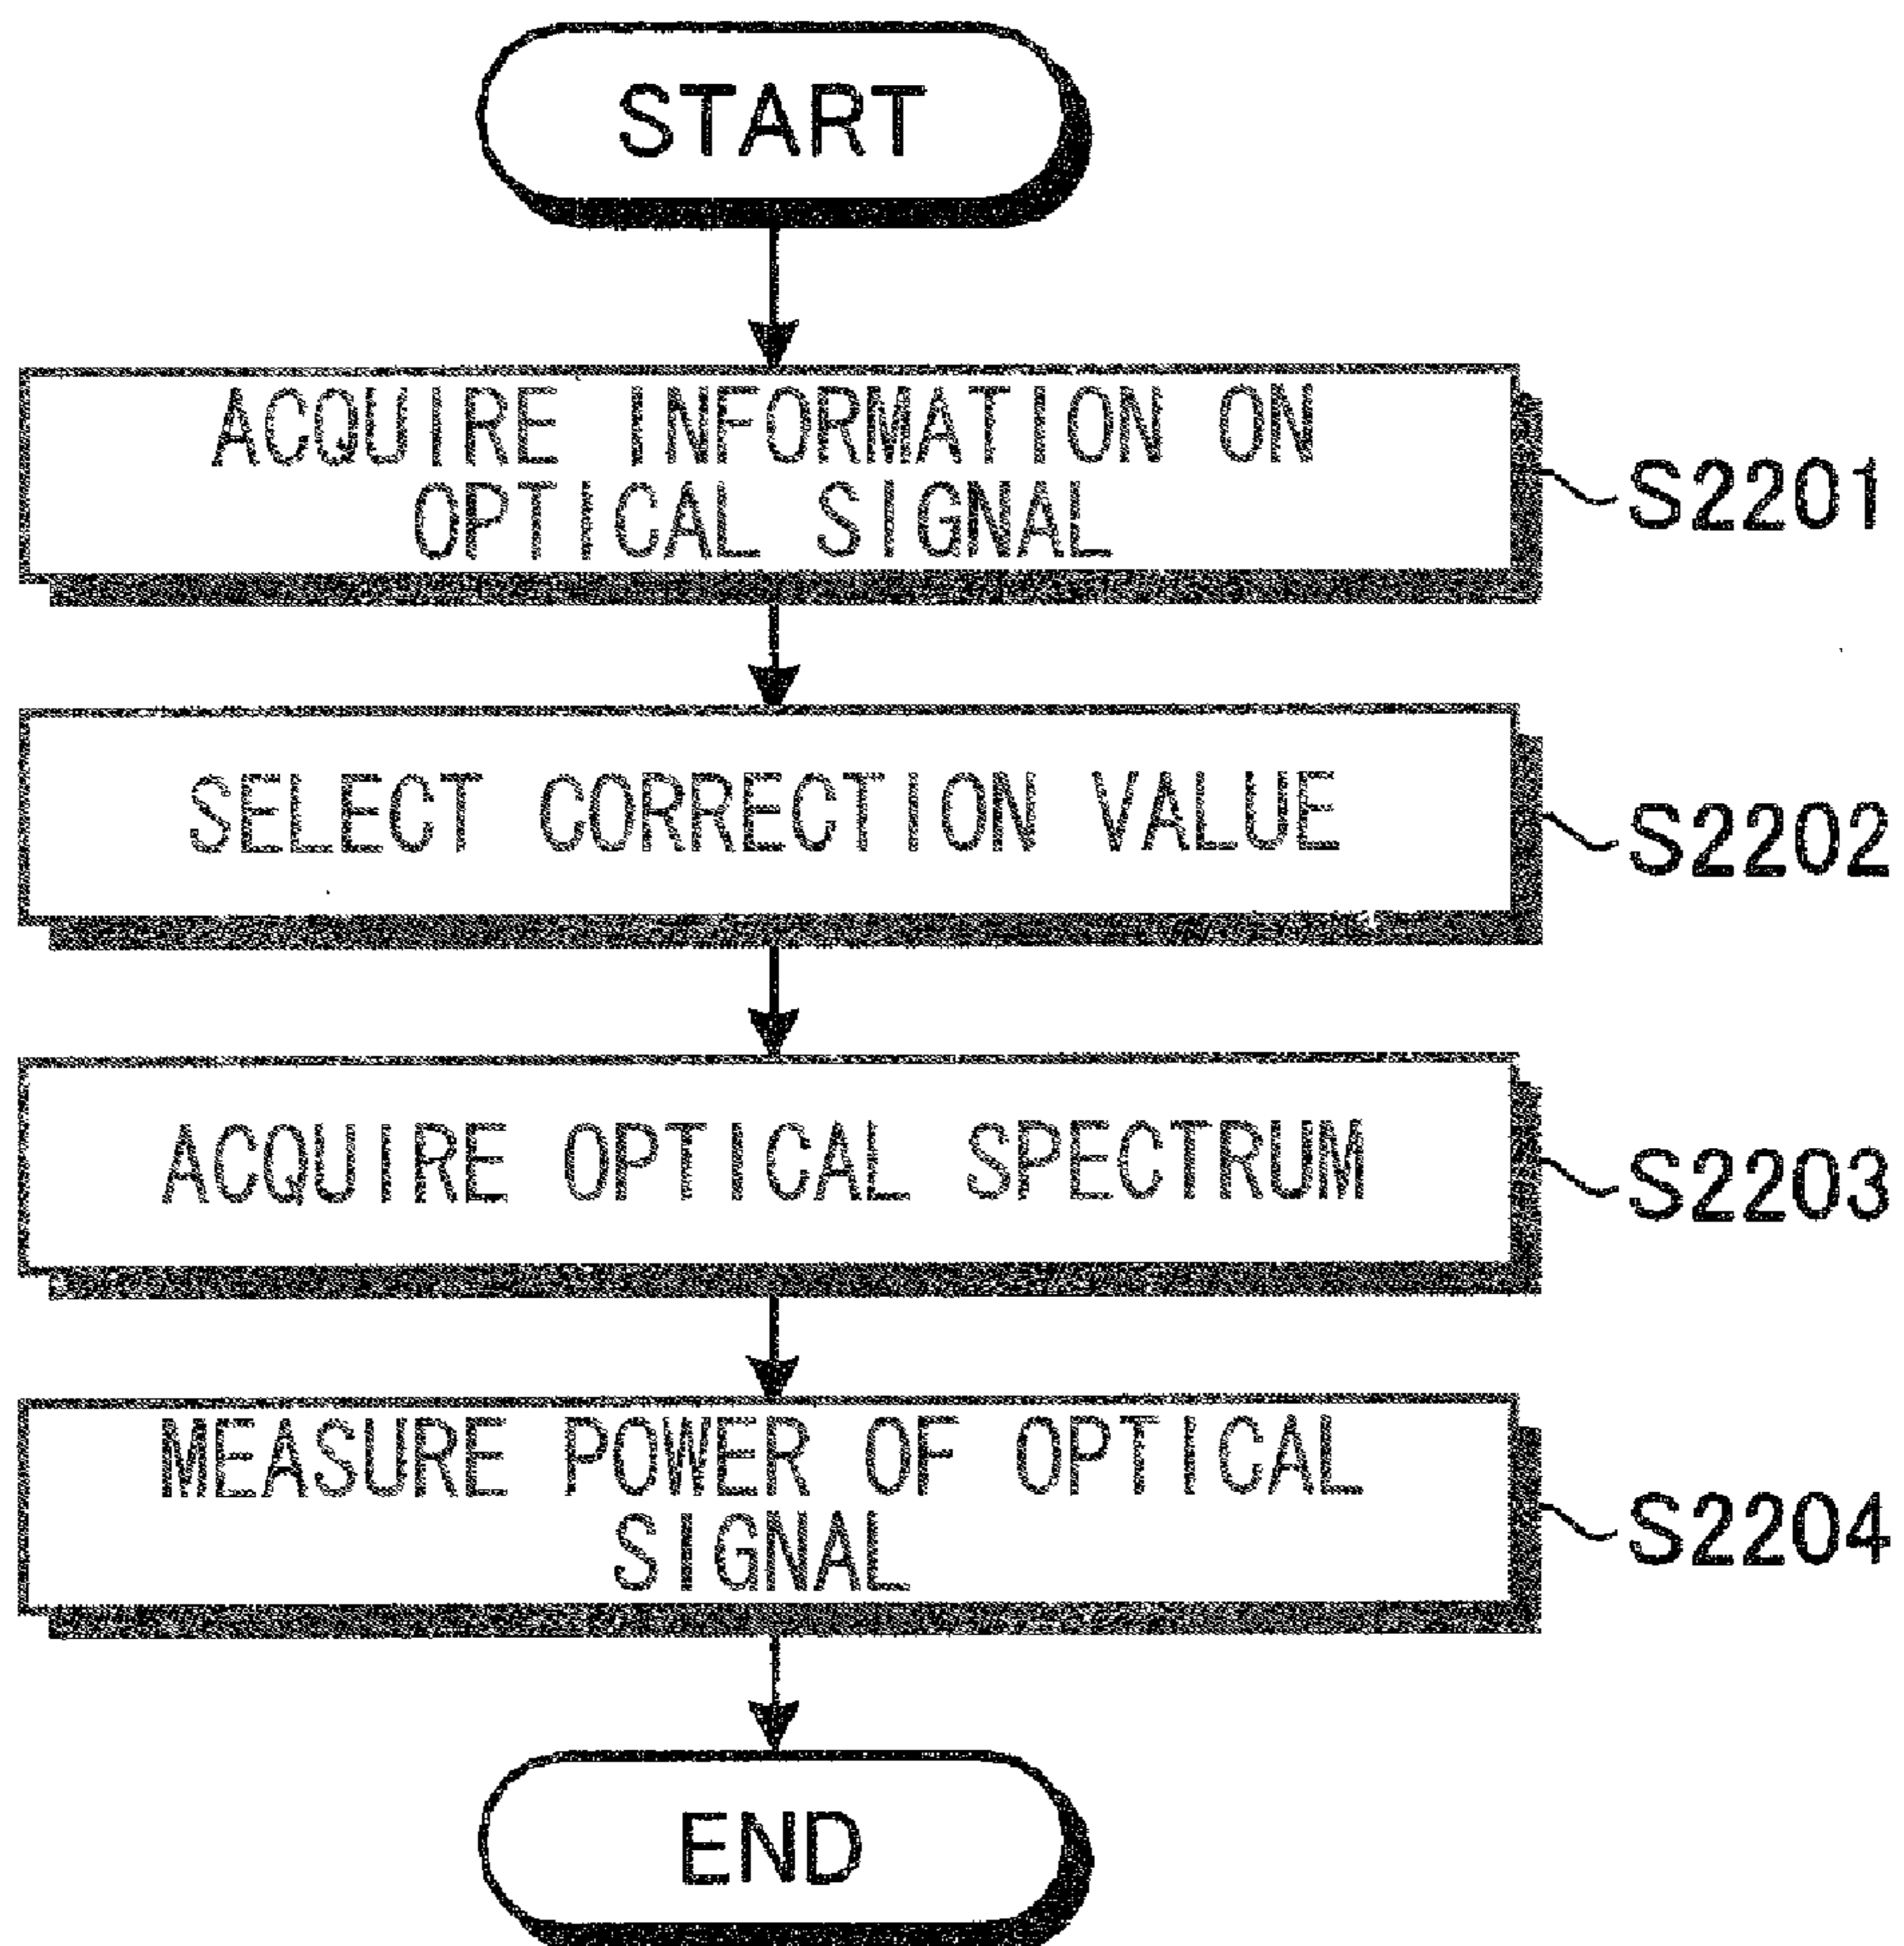 START
ACQUIRE INFORMATION ON
OPTICAL SIGNAL
S2201
SELECT CORRECTION VALUE
S2202
ACQUIRE OPTICAL SPECTRUM
S2203
MEASURE POWER OF OPTICAL
SIGNAL
S2204
END